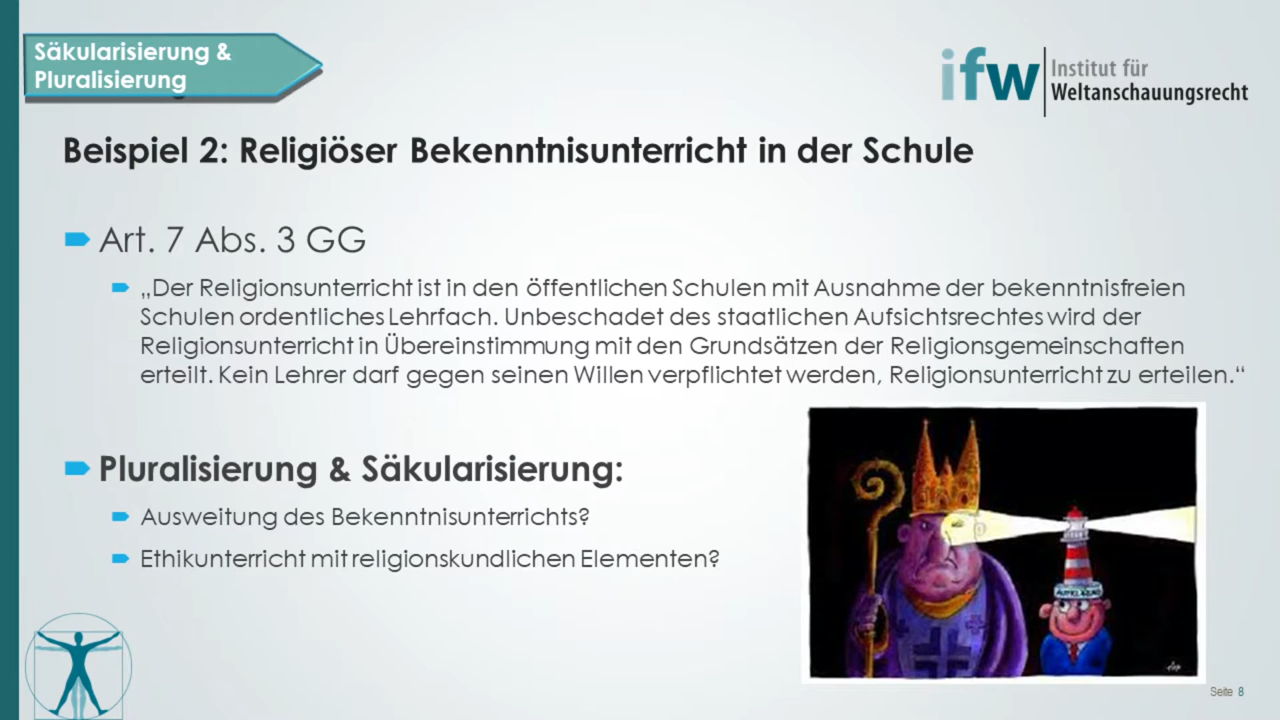 Säkularisierung &
Pluralisierung
ifw
Institut für
Weltanschauungsrecht
Beispiel 2: Religiöser Bekenntnisunterricht in der Schule
Art. 7 Abs. 3 GG
„Der Religionsunterricht ist in den öffentlichen Schulen mit Ausnahme der bekenntnisfreien
Schulen ordentliches Lehrfach. Unbeschadet des staatlichen Aufsichtsrechtes wird der
Religionsunterricht in Übereinstimmung mit den Grundsätzen der Religionsgemeinschaften
erteilt. Kein Lehrer darf gegen seinen Willen verpflichtet werden, Religionsunterricht zu erteilen.“
Pluralisierung & Säkularisierung:
Ausweitung des Bekenntnisunterrichts?
Ethikunterricht mit religionskundlichen Elementen?
Seite 8